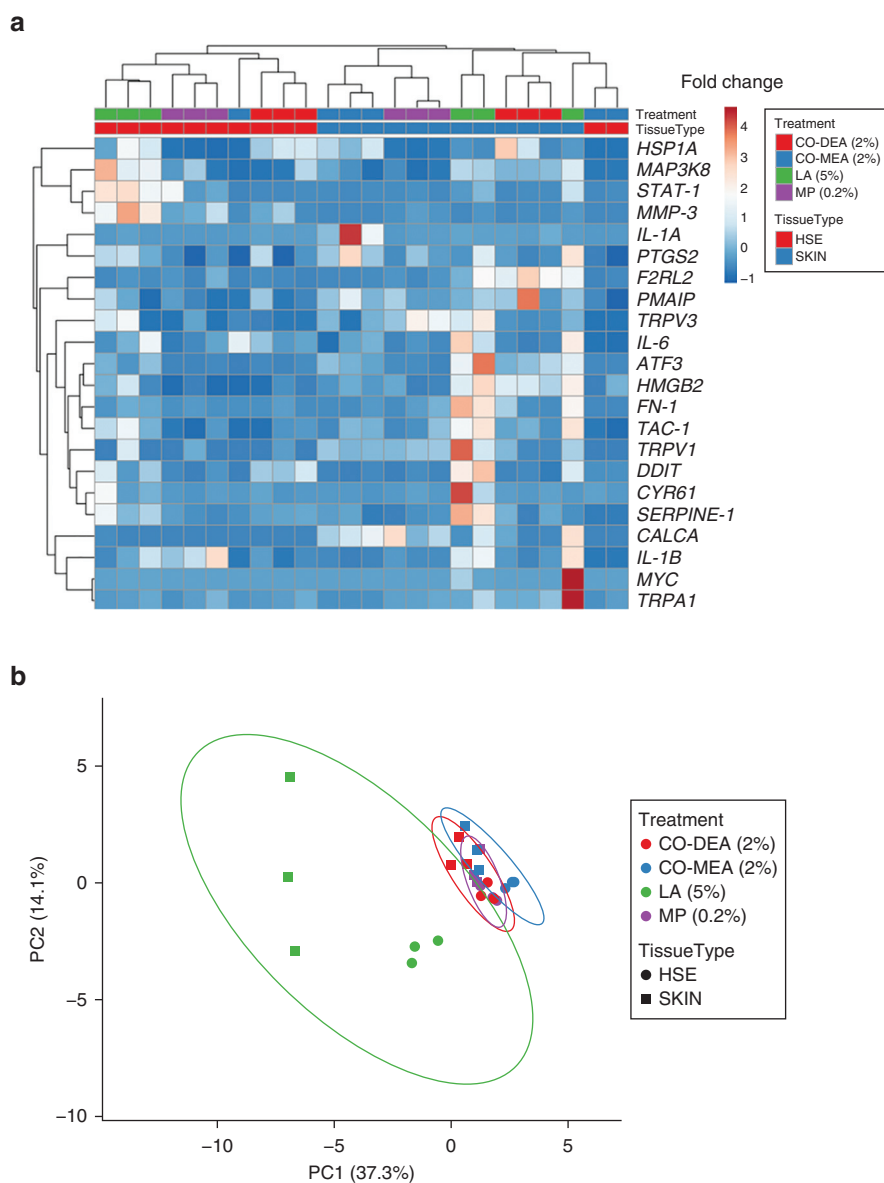 a
Fold change
Treatment
TissueType
4
3
2
1
0
−1
Treatment
CO-DEA (2%)
CO-MEA (2%)
LA (5%)
MP (0.2%)
TissueType
HSE
SKIN
HSP1A
MAP3K8
STAT-1
MMP-3
IL-1A
PTGS2
F2RL2
PMAIP
TRPV3
IL-6
ATF3
HMGB2
FN-1
TAC-1
TRPV1
DDIT
CYR61
SERPINE-1
CALCA
IL-1B
MYC
TRPA1
b
PC2 (14.1%)
5
0
−5
−10
−10
−5
0
5
PC1 (37.3%)
Treatment
CO-DEA (2%)
CO-MEA (2%)
LA (5%)
MP (0.2%)
TissueType
HSE
SKIN